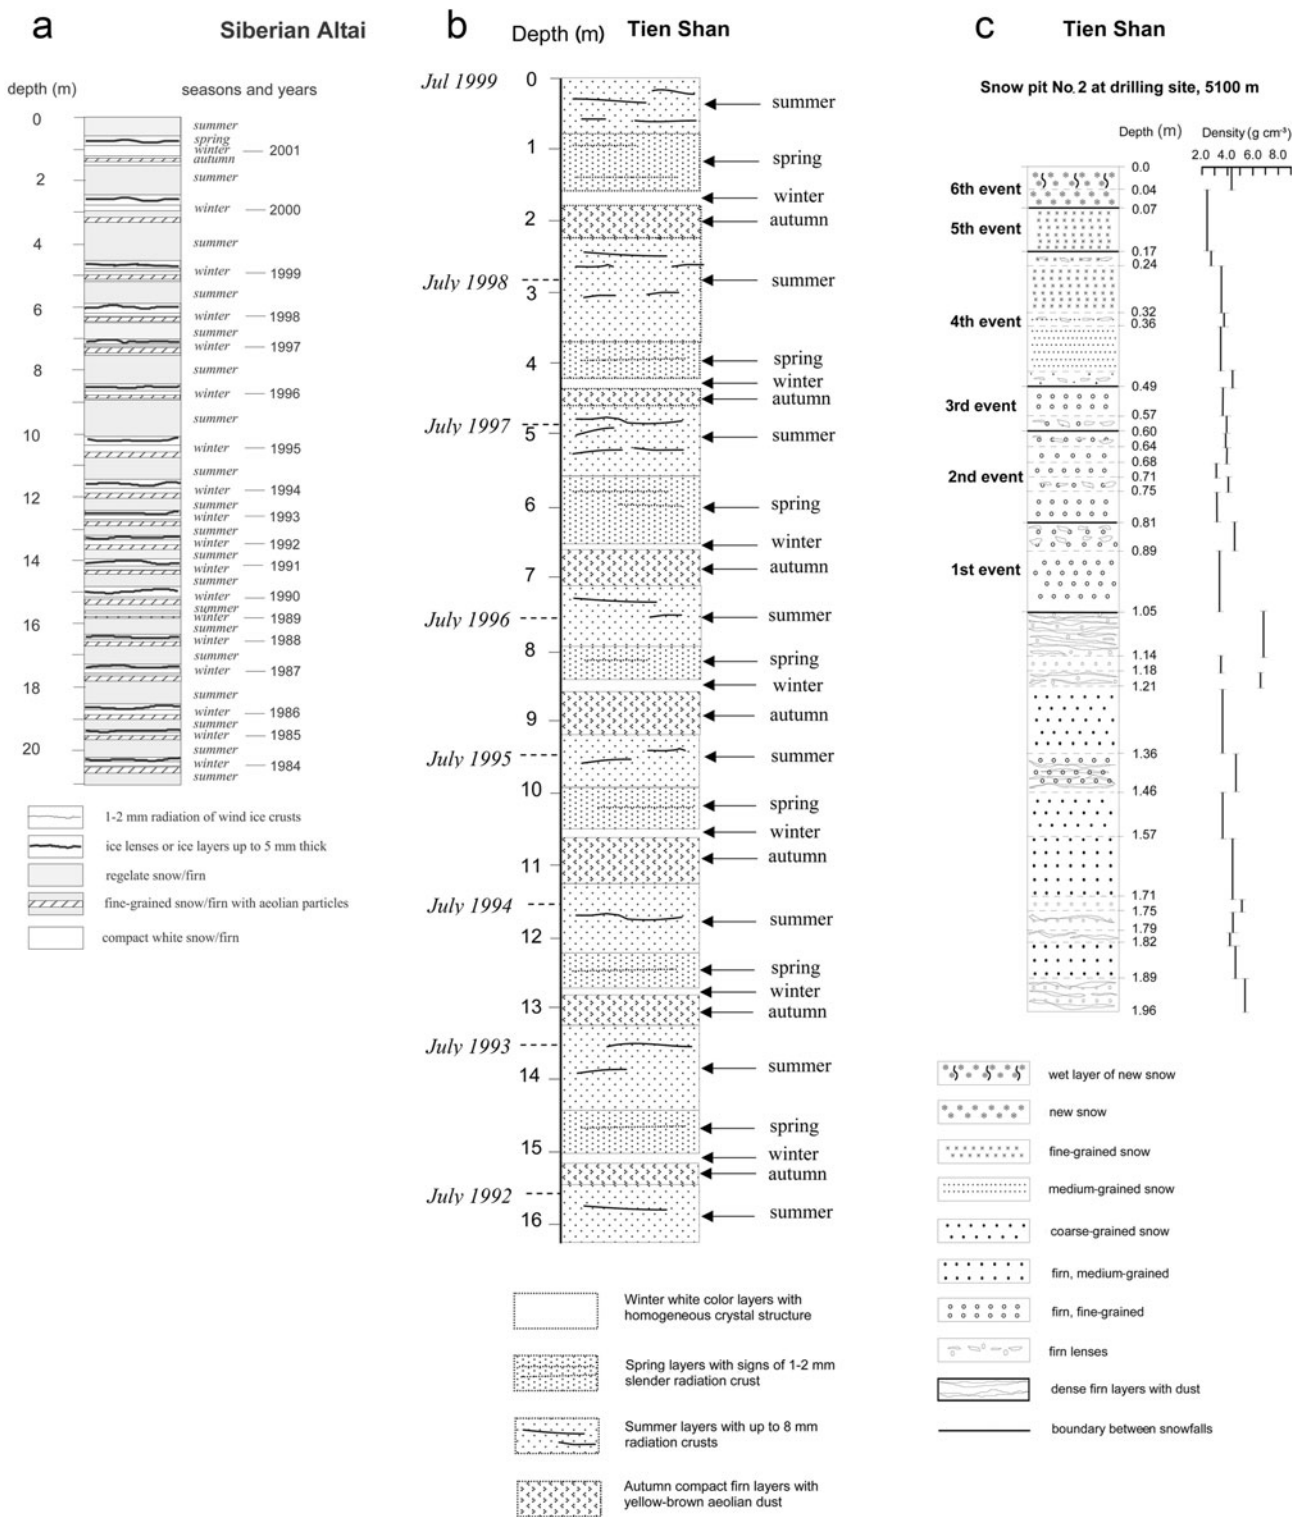 a
Siberian Altai
depth (m)
seasons and years
0
summer
spring
winter
2001
autumn
2
summer
winter
2000
4
summer
winter
1999
summer
6
winter
1998
summer
winter
1997
8
summer
winter
1996
summer
10
winter
1995
summer
12
winter
1994
summer
winter
1993
summer
winter
1992
14
summer
winter
1991
summer
winter
1990
summer
16
winter
1989
summer
winter
1988
summer
winter
1987
18
summer
winter
1986
summer
winter
1985
20
summer
winter
1984
summer
1-2 mm radiation of wind ice crusts
ice lenses or ice layers up to 5 mm thick
regelate snow/firn
fine-grained snow/firn with aeolian particles
compact white snow/firn
b
Depth (m)
Tien Shan
Jul 1999
0
summer
1
spring
winter
2
autumn
July 1998
summer
3
4
spring
winter
autumn
July 1997
5
summer
6
spring
winter
7
autumn
July 1996
summer
8
spring
winter
9
autumn
July 1995
summer
10
spring
winter
11
autumn
July 1994
summer
12
spring
winter
13
autumn
July 1993
14
summer
spring
15
winter
autumn
July 1992
16
summer
Winter white color layers with
homogeneous crystal structure
Spring layers with signs of 1-2 mm
slender radiation crust
Summer layers with up to 8 mm
radiation crusts
Autumn compact firn layers with
yellow-brown aeolian dust
c
Tien Shan
Snow pit No. 2 at drilling site, 5100 m
Depth (m)
Density (g cm-³)
2.0 4.0 6.0 8.0
0.0
6th event
0.04
0.07
5th event
0.17
0.24
0.32
4th event
0.36
0.49
3rd event
0.57
0.60
0.64
0.68
2nd event
0.71
0.75
0.81
0.89
1st event
1.05
1.14
1.18
1.21
1.36
1.46
1.57
1.71
1.75
1.79
1.82
1.89
1.96
wet layer of new snow
new snow
fine-grained snow
medium-grained snow
coarse-grained snow
firn, medium-grained
firn, fine-grained
firn lenses
dense firn layers with dust
boundary between snowfalls